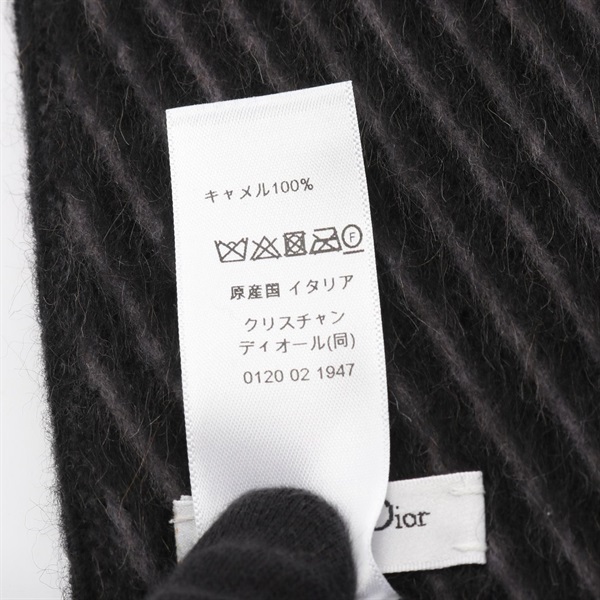 キャメル100%
F
原産国 イタリア
クリスチャン
ディオール(同)
0120 02 1947
Dior